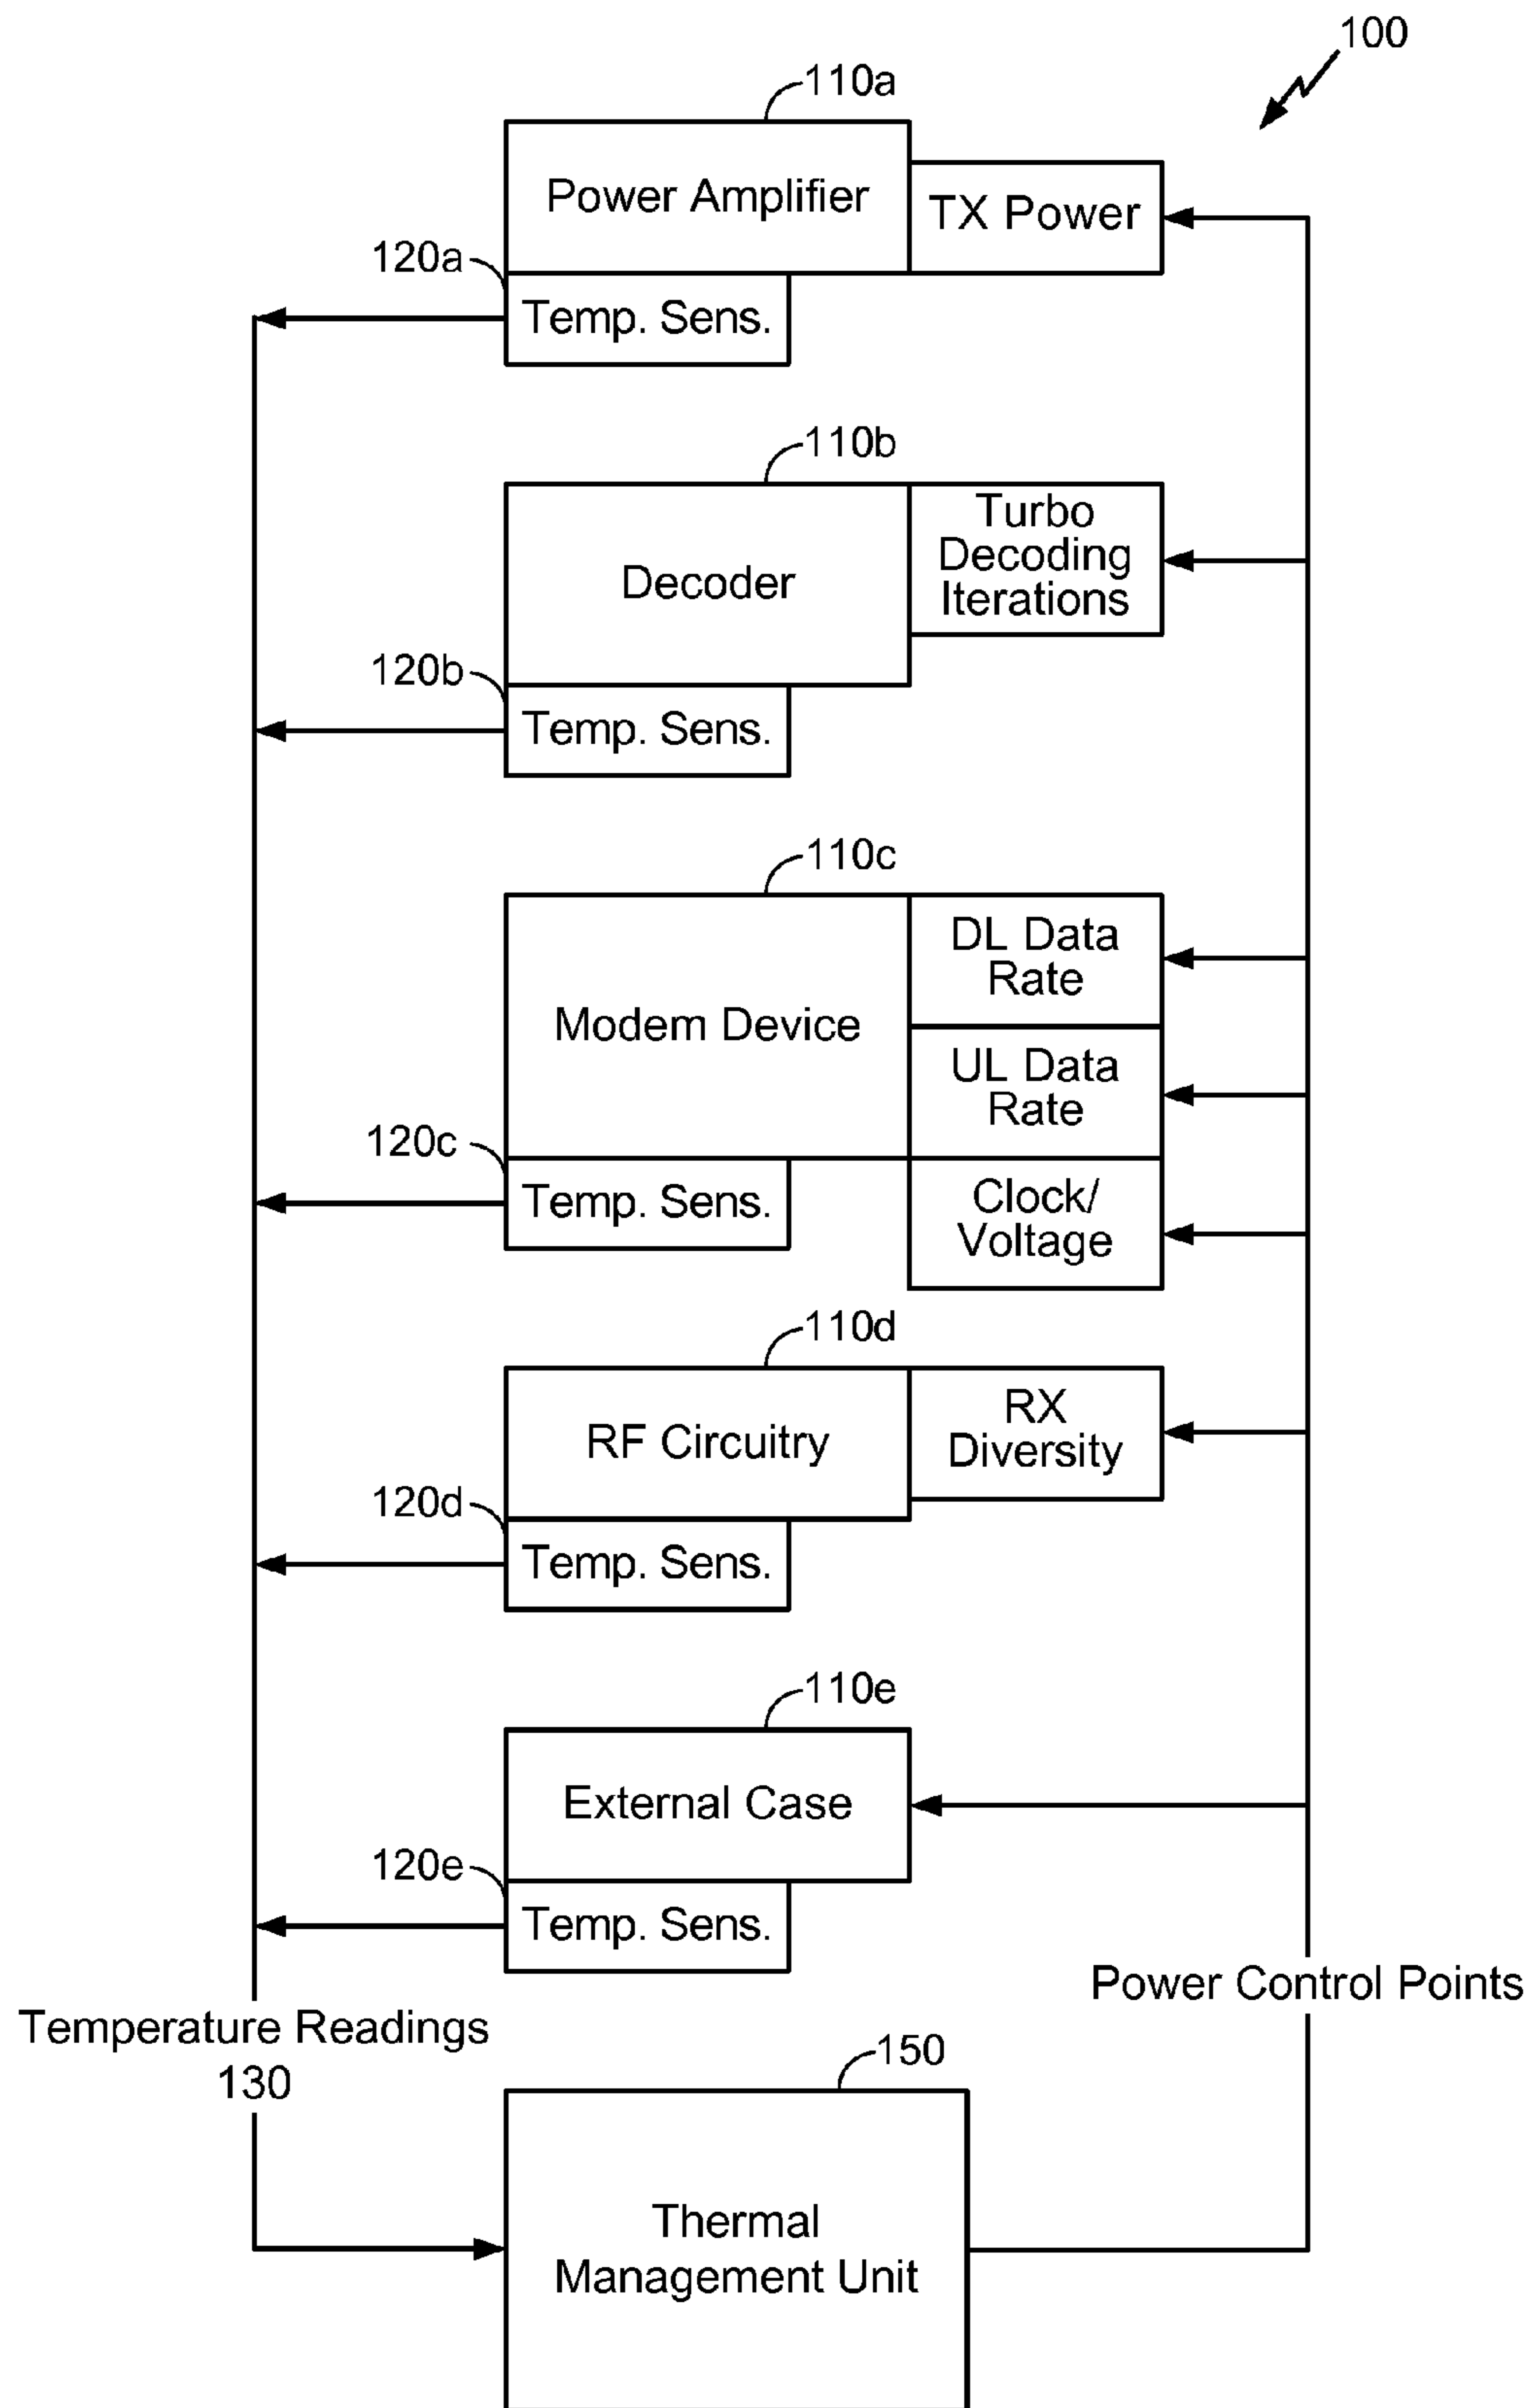 100
110a
Power Amplifier
TX Power
120a
Temp. Sens.
110b
Turbo
Decoding
Iterations
Decoder
120b
Temp. Sens.
110c
DL Data
Rate
Modem Device
UL Data
Rate
120c
Temp. Sens.
Clock/
Voltage
110d
RX
Diversity
RF Circuitry
120d
Temp. Sens.
110e
External Case
120e
Temp. Sens.
Power Control Points
Temperature Readings
130
150
Thermal
Management Unit